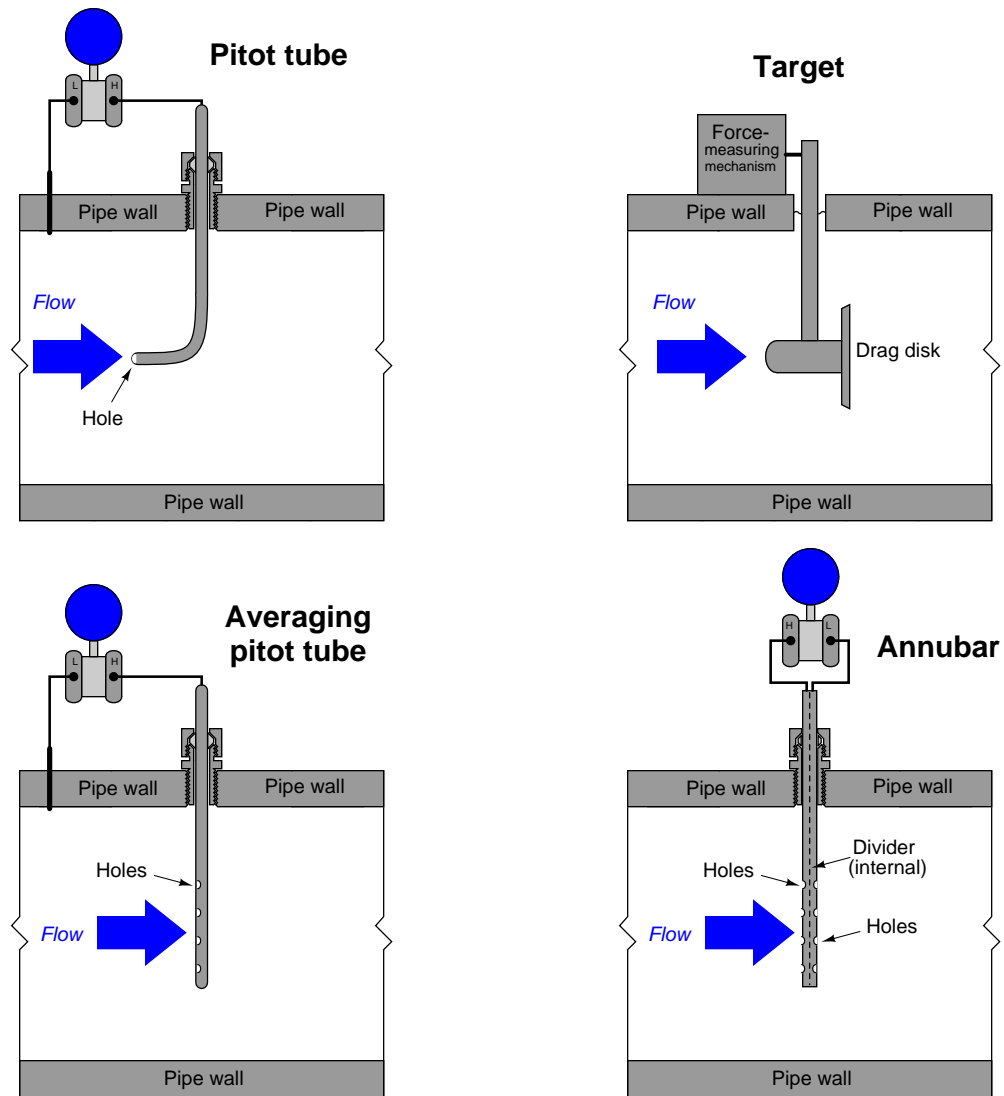 Pitot tube
L
H
Pipe wall
Pipe wall
Flow
Hole
Pipe wall
Target
Force-
measuring
mechanism
Pipe wall
Pipe wall
Flow
Drag disk
Pipe wall
Averaging
pitot tube
L
H
Pipe wall
Pipe wall
Holes
Flow
Pipe wall
Annubar
H
L
Pipe wall
Pipe wall
Divider
(internal)
Holes
Holes
Flow
Pipe wall